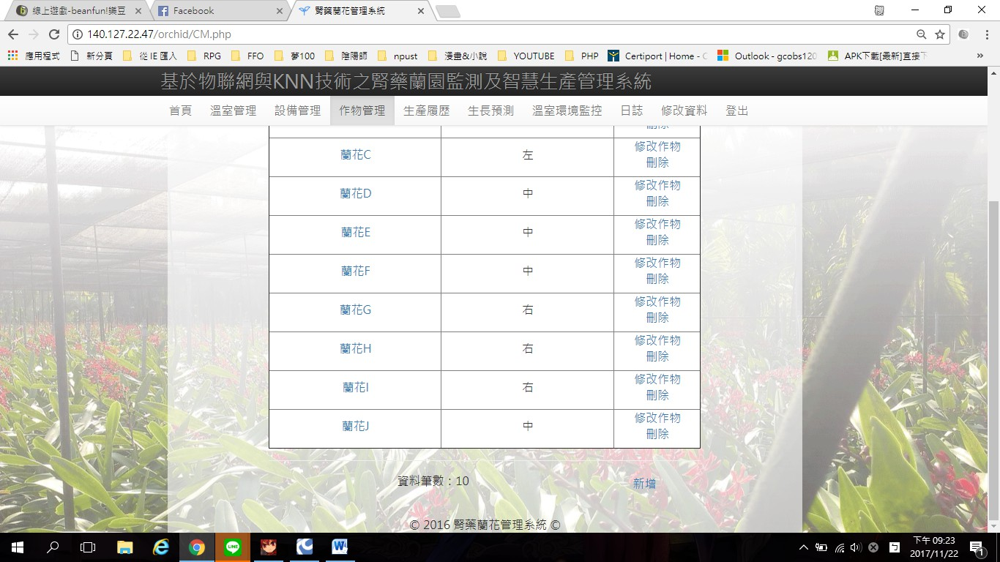 線上遊戲-beanfun!樂豆
Facebook
腎藥蘭花管理系統
140.127.22.47/orchid/CM.php
應用程式 新分頁 從 IE 匯入 RPG FFO 夢100 陰陽師 npust 漫畫&小說 YOUTUBE PHP Certiport | Home - C Outlook - gcobs120 APK下載[最新]直接下
基於物聯網與KNN技術之腎藥蘭園監測及智慧生產管理系統
首頁 溫室管理 設備管理 作物管理 生產履歷 生長預測 溫室環境監控 日誌 修改資料 登出
刪除
蘭花C 左 修改作物
刪除
蘭花D 中 修改作物
刪除
蘭花E 中 修改作物
刪除
蘭花F 中 修改作物
刪除
蘭花G 右 修改作物
刪除
蘭花H 右 修改作物
刪除
蘭花I 右 修改作物
刪除
蘭花J 中 修改作物
刪除
資料筆數：10 新增
© 2016 腎藥蘭花管理系統 ©
LINE
下午 09:23
2017/11/22
1